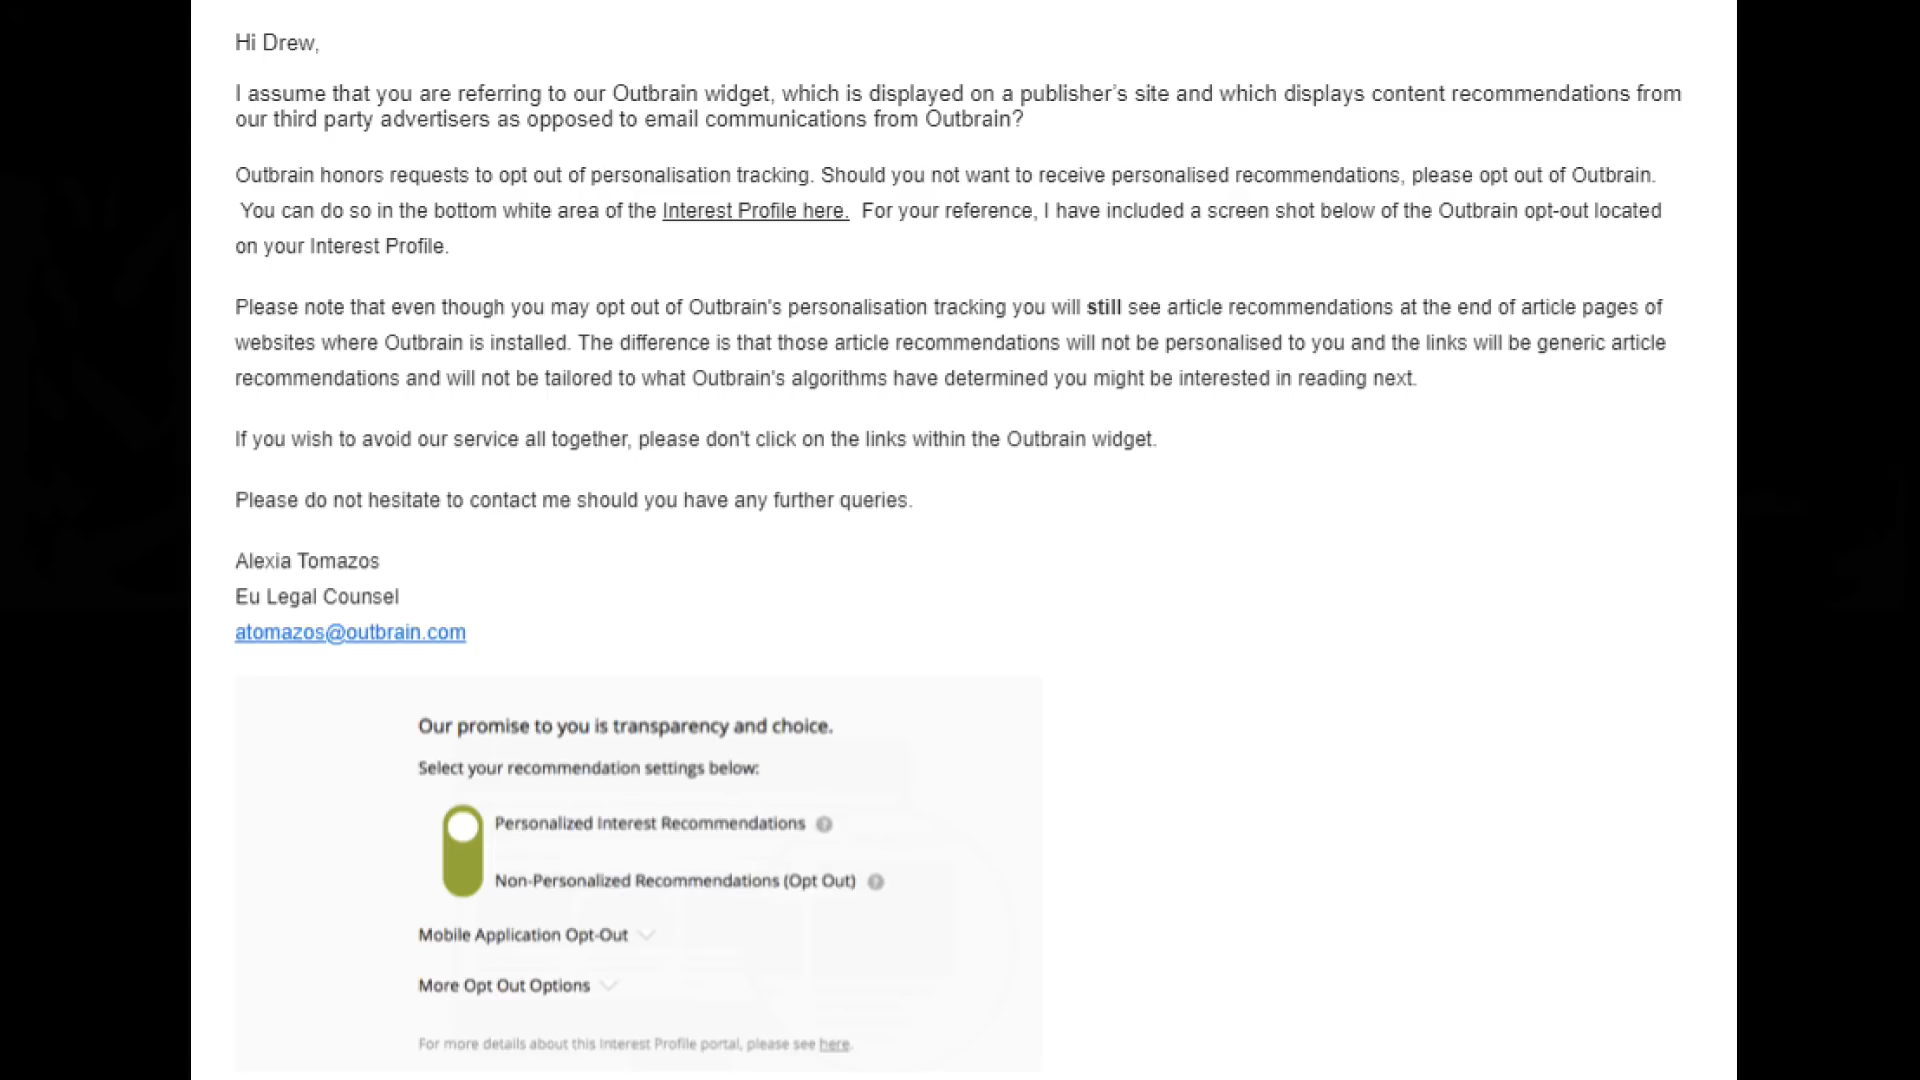 Hi Drew,
I assume that you are referring to our Outbrain widget, which is displayed on a publisher's site and which displays content recommendations from
our third party advertisers as opposed to email communications from Outbrain?
Outbrain honors requests to opt out of personalisation tracking. Should you not want to receive personalised recommendations, please opt out of Outbrain.
You can do so in the bottom white area of the Interest Profile here. For your reference, I have included a screen shot below of the Outbrain opt-out located
on your Interest Profile.
Please note that even though you may opt out of Outbrain's personalisation tracking you will still see article recommendations at the end of article pages of
websites where Outbrain is installed. The difference is that those article recommendations will not be personalised to you and the links will be generic article
recommendations and will not be tailored to what Outbrain's algorithms have determined you might be interested in reading next.
If you wish to avoid our service all together, please don't click on the links within the Outbrain widget.
Please do not hesitate to contact me should you have any further queries.
Alexia Tomazos
Eu Legal Counsel
atomazos@outbrain.com
Our promise to you is transparency and choice.
Select your recommendation settings below:
Personalized Interest Recommendations ?
Non-Personalized Recommendations (Opt Out) ?
Mobile Application Opt-Out
More Opt Out Options
For more details about this Interest Profile portal, please see here.